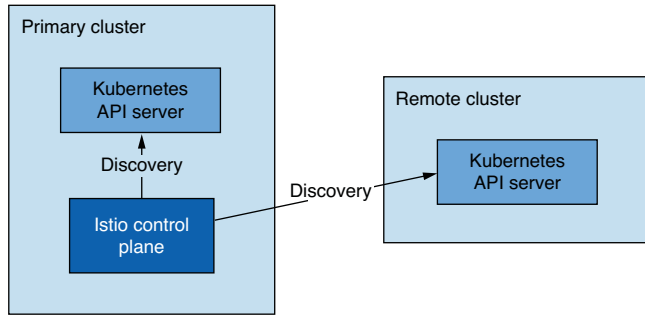 Primary cluster
Kubernetes
API server
Discovery
Istio control
plane
Discovery
Remote cluster
Kubernetes
API server